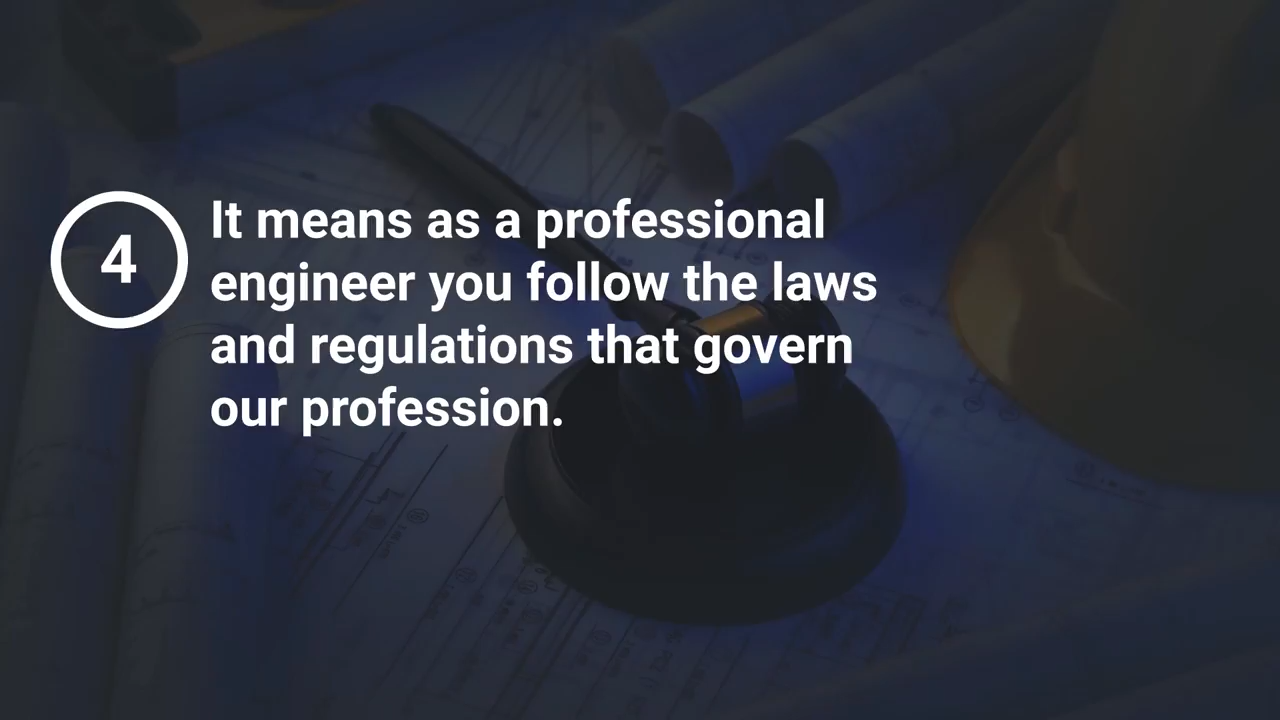 4
It means as a professional
engineer you follow the laws
and regulations that govern
our profession.